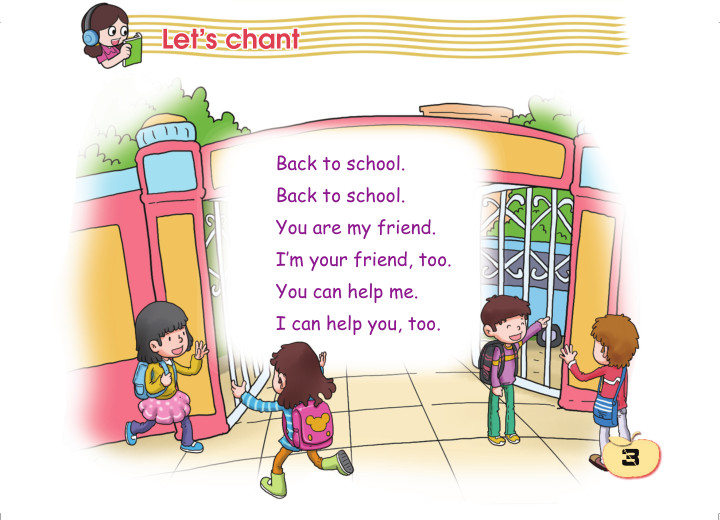 Let's chant
Back to school.
Back to school.
You are my friend.
I'm your friend, too.
You can help me.
I can help you, too.
3